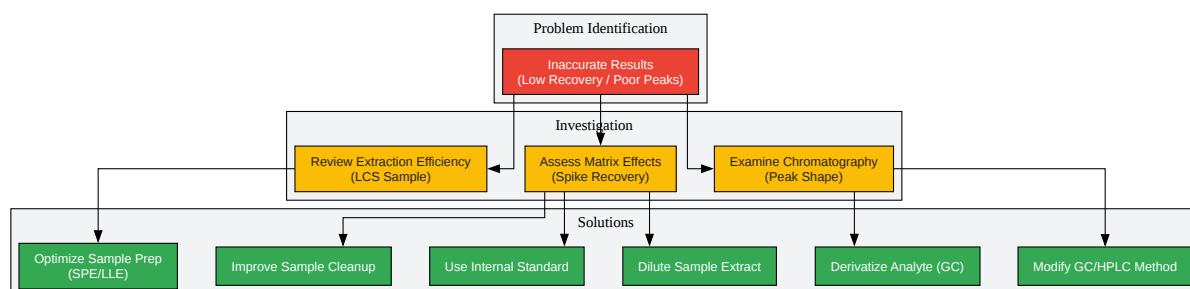 Problem Identification
Inaccurate Results
(Low Recovery / Poor Peaks)
Investigation
Review Extraction Efficiency
(LCS Sample)
Assess Matrix Effects
(Spike Recovery)
Examine Chromatography
(Peak Shape)
Solutions
Optimize Sample Prep
(SPE/LLE)
Improve Sample Cleanup
Use Internal Standard
Dilute Sample Extract
Derivatize Analyte (GC)
Modify GC/HPLC Method